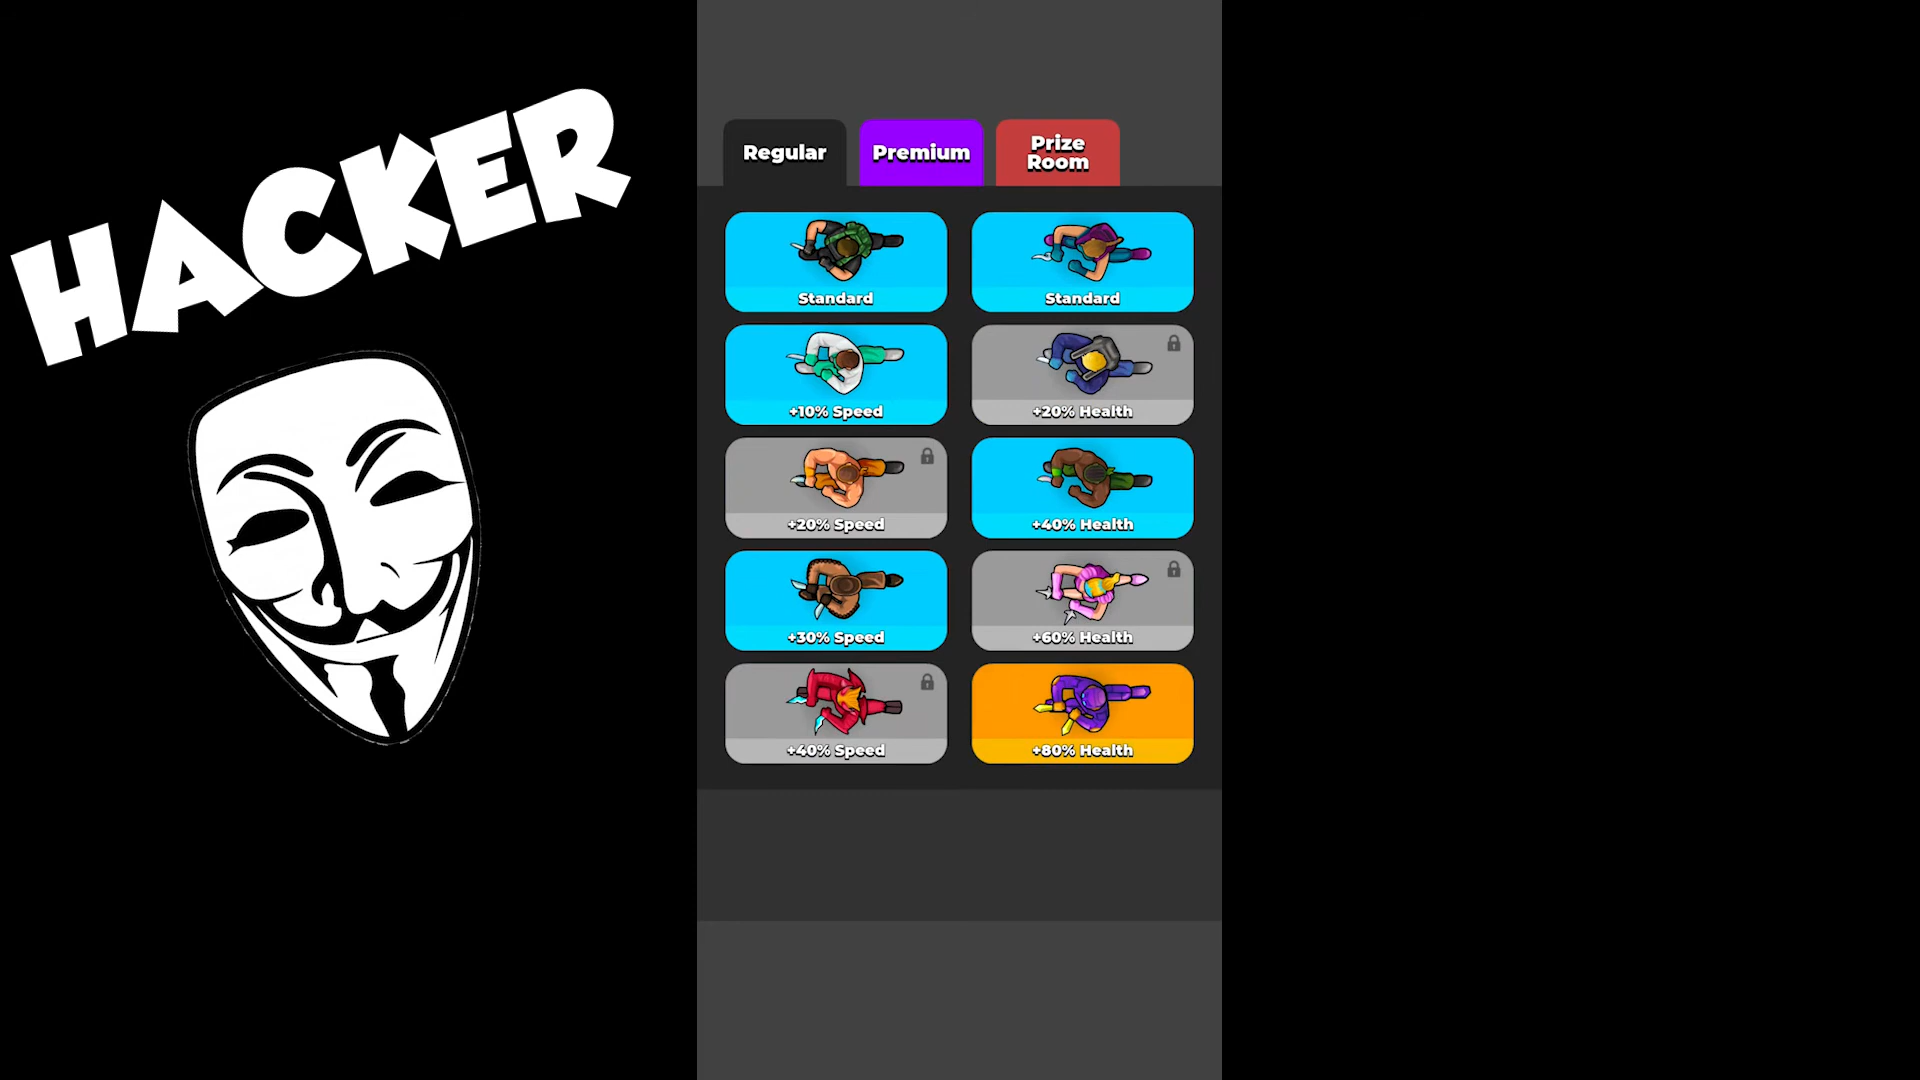 HACKER
Regular
Premium
Prize
Room
Standard
Standard
+10% Speed
+20% Health
+20% Speed
+40% Health
+30% Speed
+60% Health
+40% Speed
+80% Health